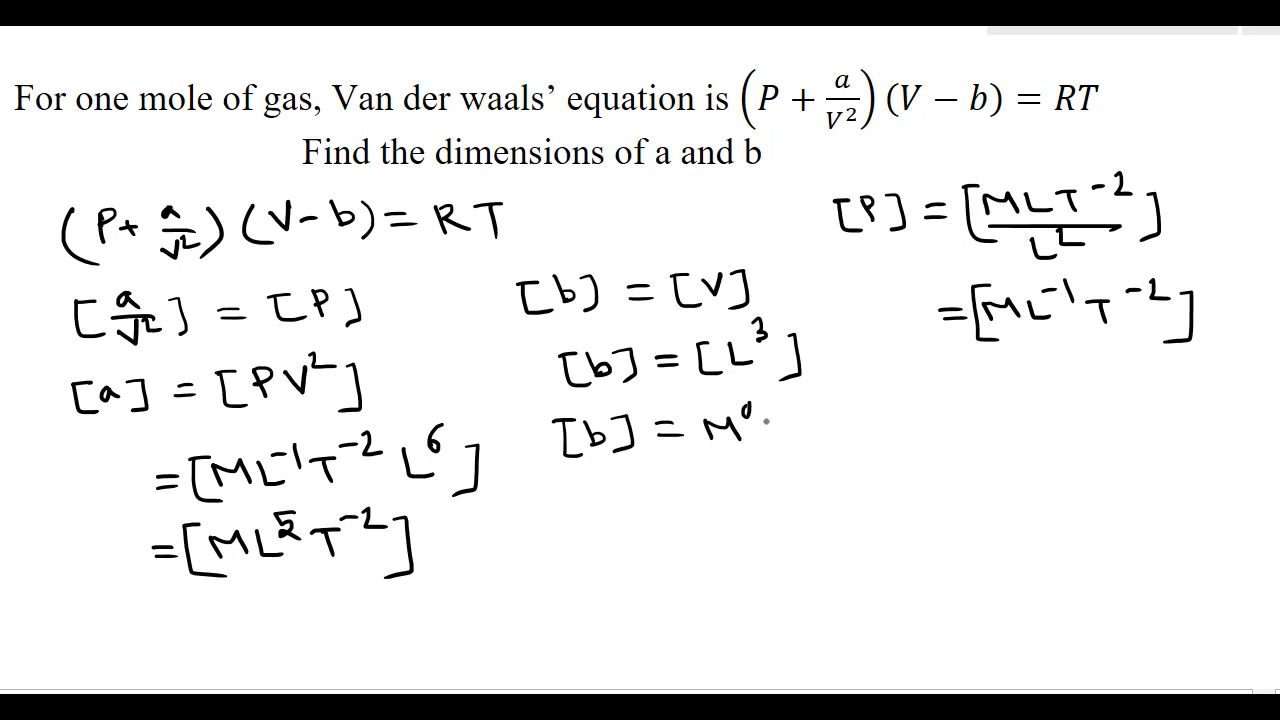 For one mole of gas, Van der waals’ equation is (P + a/V²) (V − b) = RT
Find the dimensions of a and b
(P + a/V²) (V - b) = RT
[a/V²] = [P]
[a] = [PV²]
= [ML⁻¹T⁻² L⁶]
= [ML⁵T⁻²]
[b] = [V]
[b] = [L³]
[b] = M⁰
[P] = [MLT⁻²/L²]
= [ML⁻¹T⁻²]